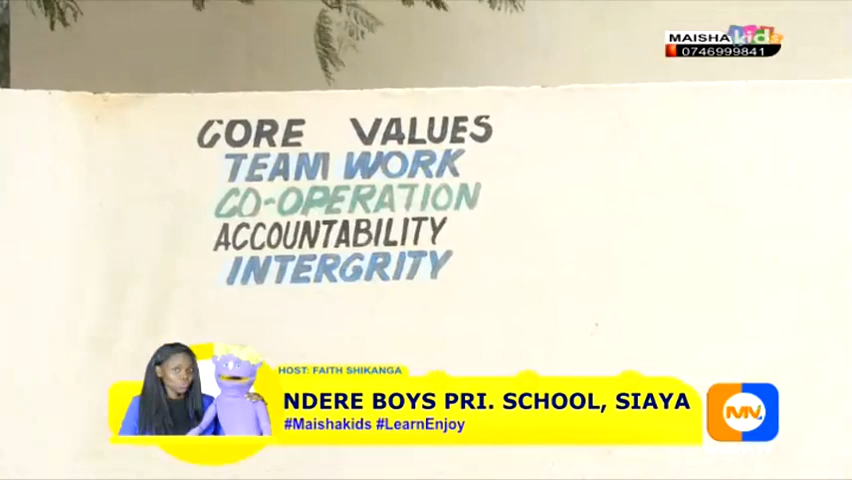 MAISHA kids
0746999841
CORE VALUES
TEAM WORK
CO-OPERATION
ACCOUNTABILITY
INTERGRITY
HOST: FAITH SHIKANGA
NDERE BOYS PRI. SCHOOL, SIAYA
#Maishakids #LearnEnjoy
MN